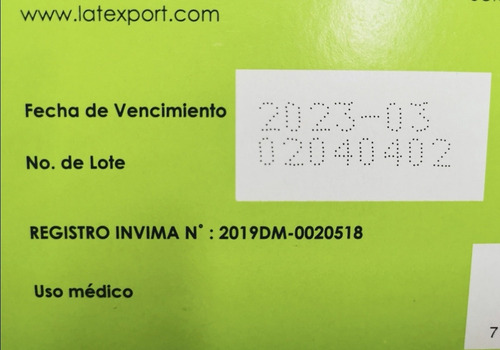 www.latexport.com
Fecha de Vencimiento 2023-03
No. de Lote 02040402
REGISTRO INVIMA N° : 2019DM-0020518
Uso médico
7